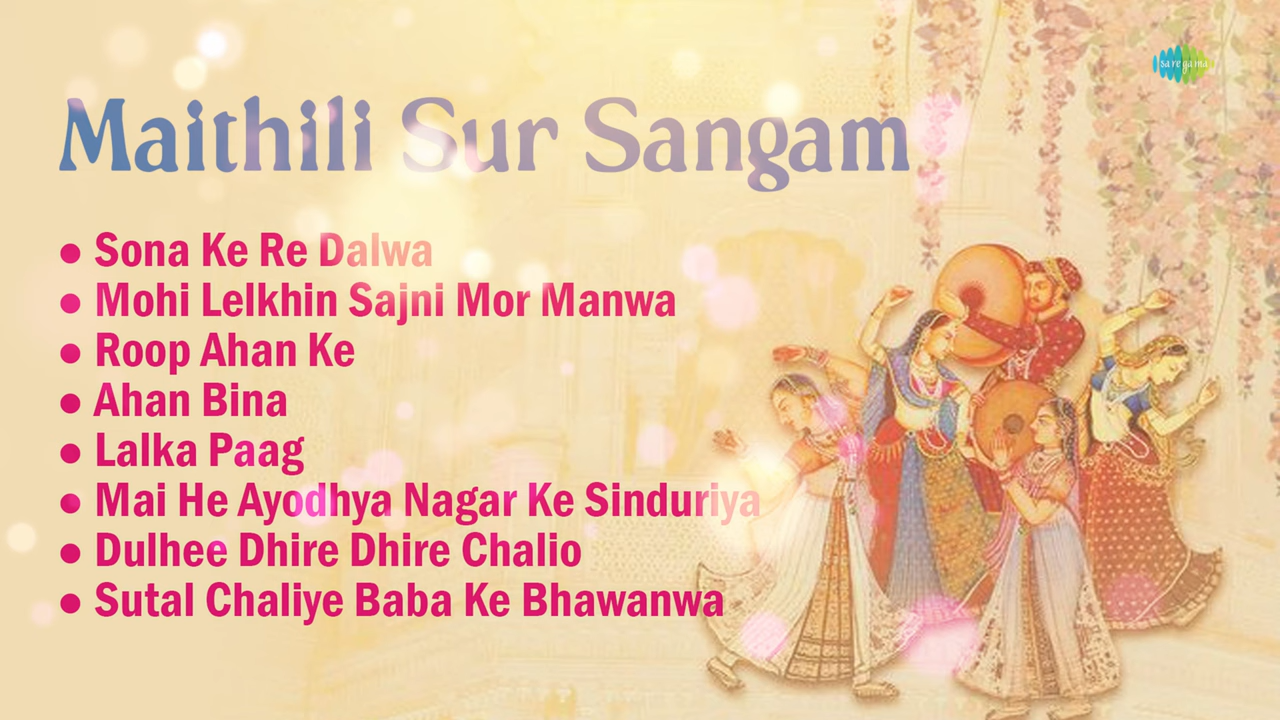 saregama
Maithili Sur Sangam
• Sona Ke Re Dalwa
• Mohi Lelkhin Sajni Mor Manwa
• Roop Ahan Ke
• Ahan Bina
• Lalka Paag
• Mai He Ayodhya Nagar Ke Sinduriya
• Dulhee Dhire Dhire Chalio
• Sutal Chaliye Baba Ke Bhawanwa